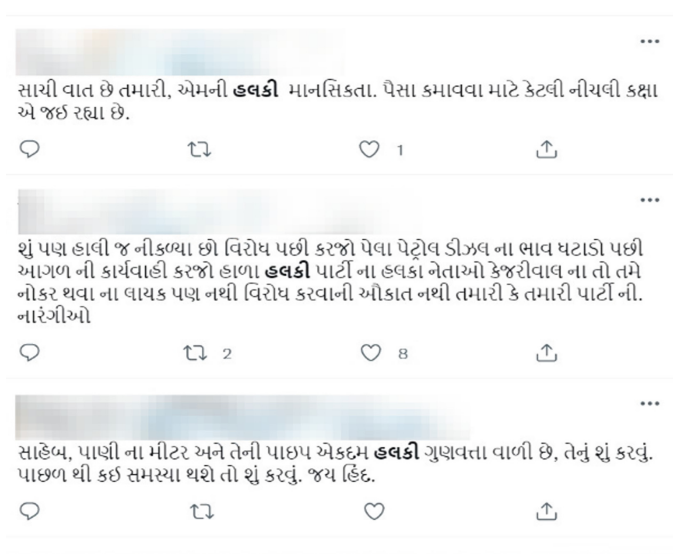 સાચી વાત છે તમારી, એમની હલકી માનસિકતા. પૈસા કમાવવા માટે કેટલી નીચલી કક્ષા
એ જઈ રહ્યા છે.
1
શું પણ હાલી જ નીકળ્યા છો વિરોધ પછી કરજો પેલા પેટ્રોલ ડીઝલ ના ભાવ ઘટાડો પછી
આગળ ની કાર્યવાહી કરજો હાળા હલકી પાર્ટી ના હલકા નેતાઓ કેજરીવાલ ના તો તમે
નોકર થવા ના લાયક પણ નથી વિરોધ કરવાની ઔકાત નથી તમારી કે તમારી પાર્ટી ની.
નારંગીઓ
2 8
સાહેબ, પાણી ના મીટર અને તેની પાઇપ એકદમ હલકી ગુણવત્તા વાળી છે, તેનું શું કરવું.
પાછળ થી કઈ સમસ્યા થશે તો શું કરવું. જય હિંદ.